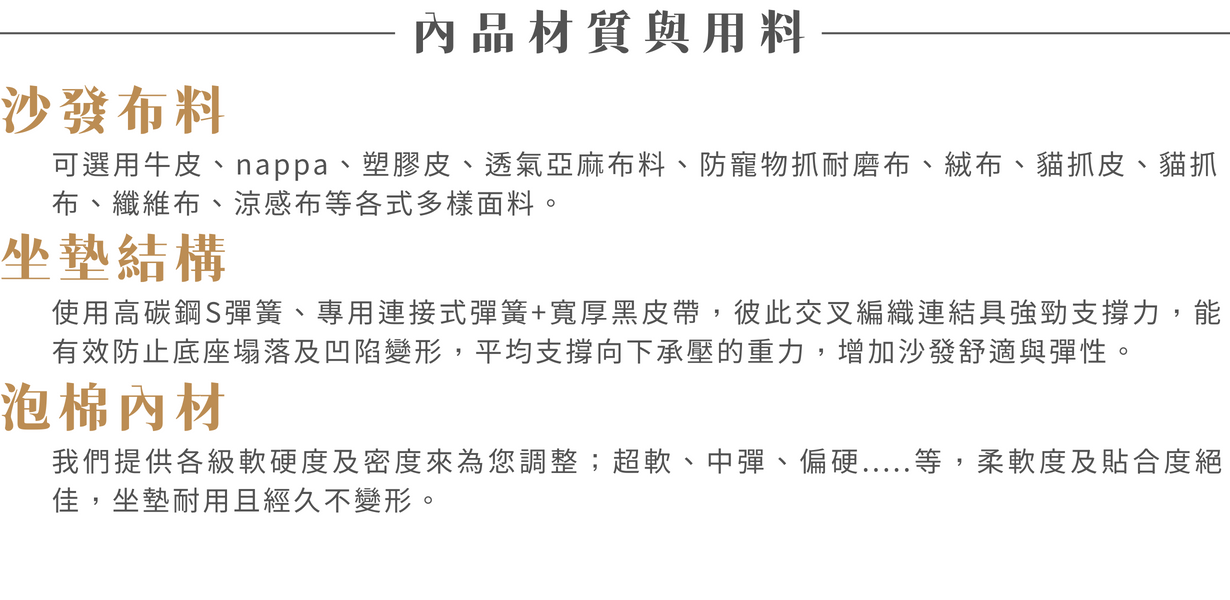 內品材質與用料
沙發布料
可選用牛皮、nappa、塑膠皮、透氣亞麻布料、防寵物抓耐磨布、絨布、貓抓皮、貓抓
布、纖維布、涼感布等各式多樣面料。
坐墊結構
使用高碳鋼S彈簧、專用連接式彈簧+寬厚黑皮帶，彼此交叉編織連結具強勁支撐力，能
有效防止底座塌落及凹陷變形，平均支撐向下承壓的重力，增加沙發舒適與彈性。
泡棉內材
我們提供各級軟硬度及密度來為您調整；超軟、中彈、偏硬.....等，柔軟度及貼合度絕
佳，坐墊耐用且經久不變形。